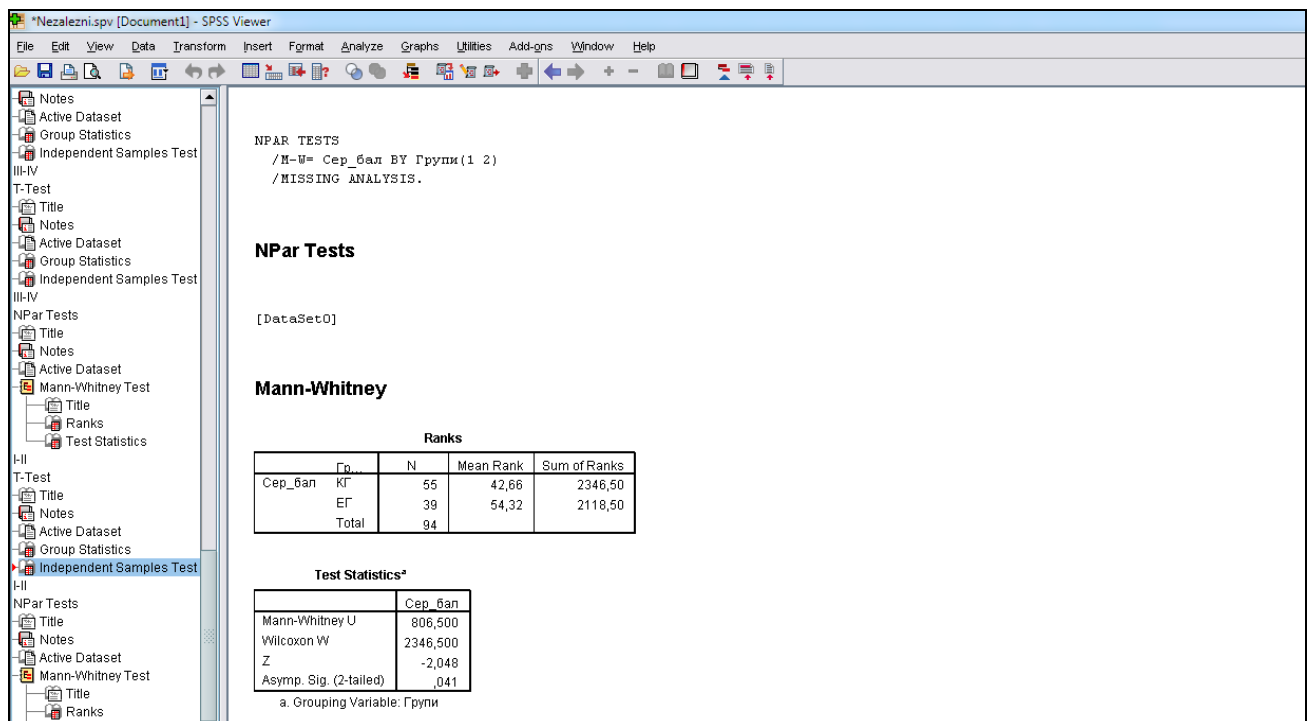 *Nezalezni.spv [Document1] - SPSS Viewer
File Edit View Data Transform Insert Format Analyze Graphs Utilities Add-ons Window Help
Notes
Active Dataset
Group Statistics
Independent Samples Test
III-IV
T-Test
Title
Notes
Active Dataset
Group Statistics
Independent Samples Test
III-IV
NPar Tests
Title
Notes
Active Dataset
Mann-Whitney Test
Title
Ranks
Test Statistics
I-II
T-Test
Title
Notes
Active Dataset
Group Statistics
Independent Samples Test
I-II
NPar Tests
Title
Notes
Active Dataset
Mann-Whitney Test
Title
Ranks
NPAR TESTS
/M-W= Сер_бал BY Групи(1 2)
/MISSING ANALYSIS.
NPar Tests
[DataSet0]
Mann-Whitney
Ranks
Гр... N Mean Rank Sum of Ranks
Сер_бал КГ 55 42,66 2346,50
ЕГ 39 54,32 2118,50
Total 94
Test Statisticsᵃ
Сер_бал
Mann-Whitney U 806,500
Wilcoxon W 2346,500
Z -2,048
Asymp. Sig. (2-tailed) ,041
a. Grouping Variable: Групи